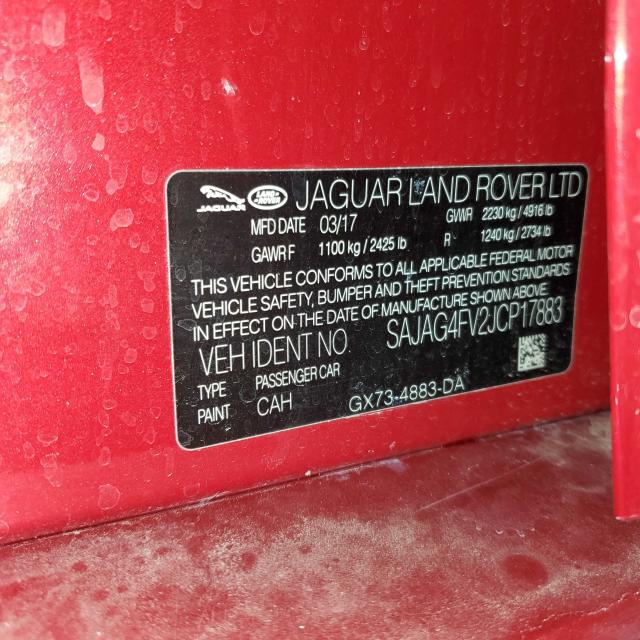 JAGUAR LAND ROVER JAGUAR LAND ROVER LTD
MFD DATE 03/17 GVWR 2230 kg / 4916 lb
GAWR F 1100 kg / 2425 lb R 1240 kg / 2734 lb
THIS VEHICLE CONFORMS TO ALL APPLICABLE FEDERAL MOTOR
VEHICLE SAFETY, BUMPER AND THEFT PREVENTION STANDARDS
IN EFFECT ON THE DATE OF MANUFACTURE SHOWN ABOVE.
VEH IDENT NO. SAJAG4FV2JCP17883
TYPE PASSENGER CAR
PAINT CAH GX73-4883-DA